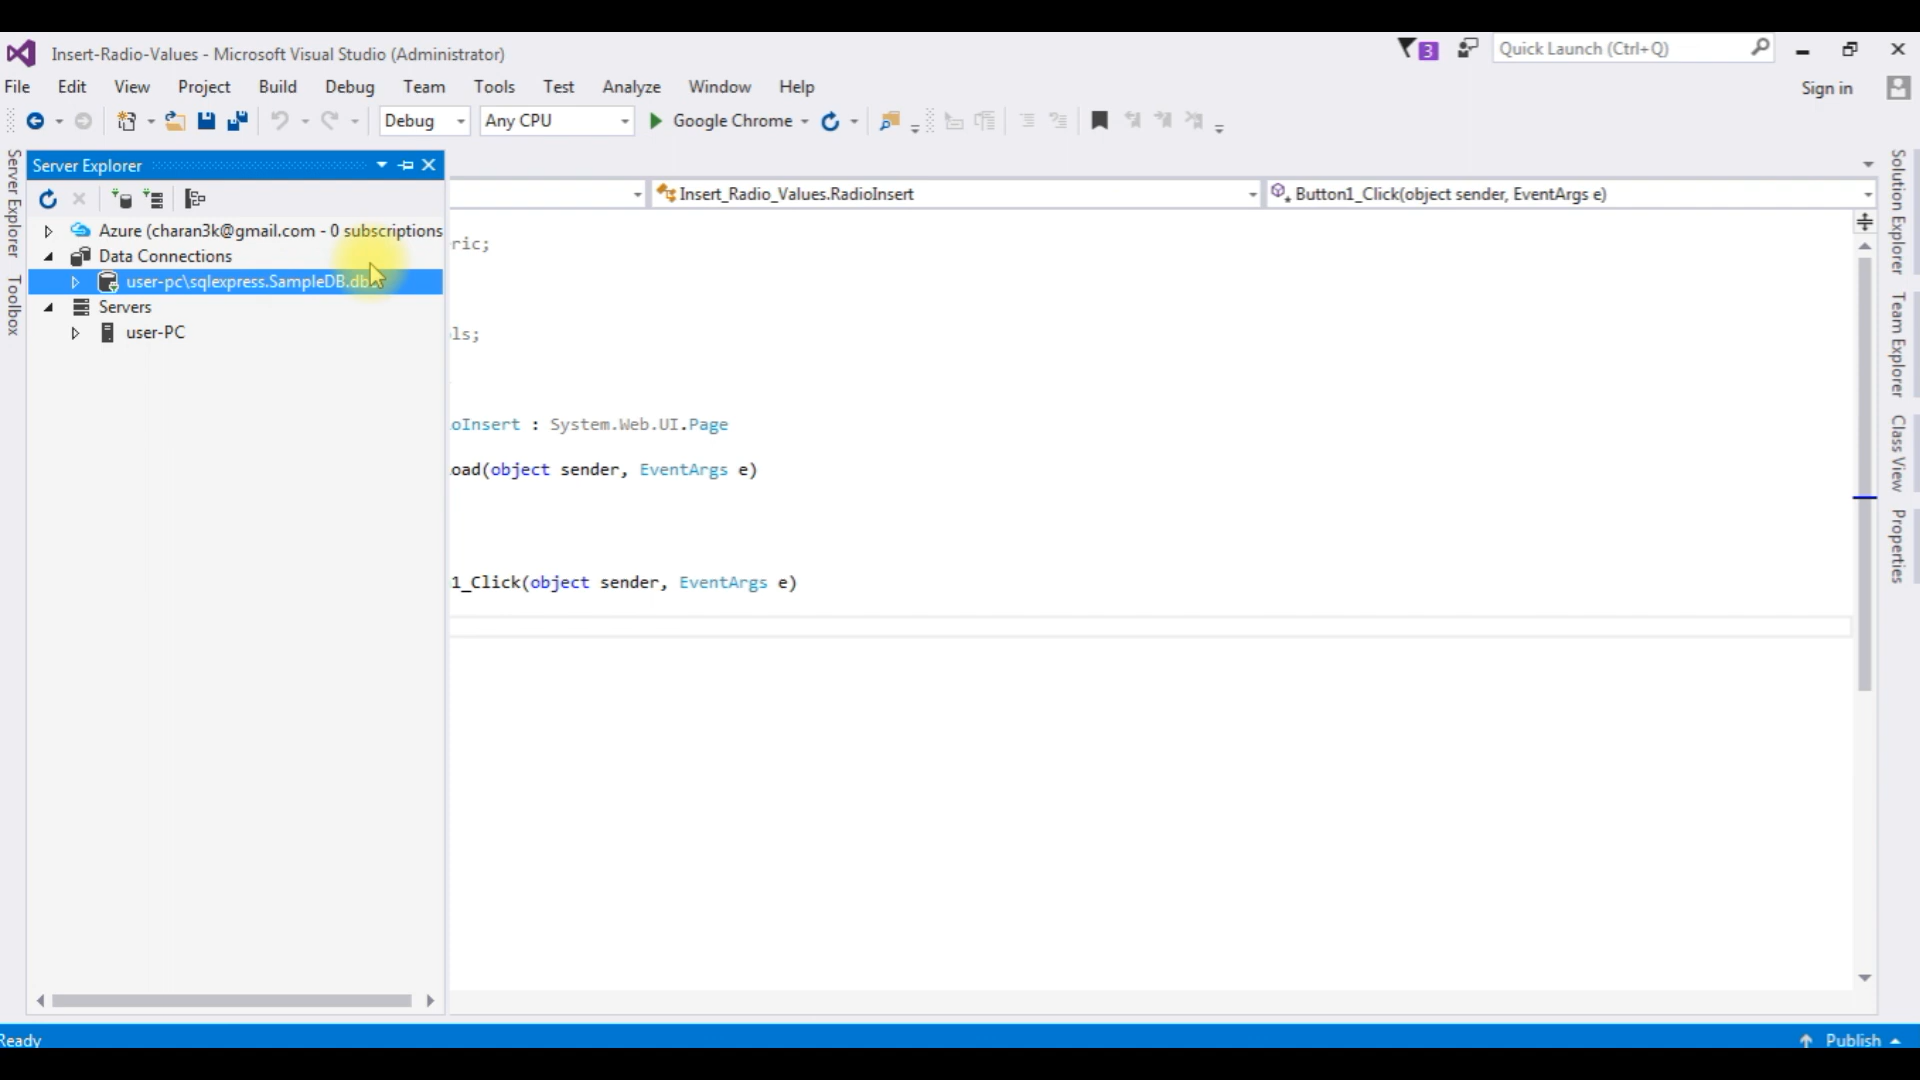 Insert-Radio-Values - Microsoft Visual Studio (Administrator)
3
Quick Launch (Ctrl+Q)
File Edit View Project Build Debug Team Tools Test Analyze Window Help
Sign in
Debug
Any CPU
Google Chrome
Server Explorer
Toolbox
Server Explorer
Azure (charan3k@gmail.com - 0 subscriptions
Data Connections
user-pc\sqlexpress.SampleDB.db
Servers
user-PC
Insert_Radio_Values.RadioInsert
Button1_Click(object sender, EventArgs e)
ric;
ls;
oInsert : System.Web.UI.Page
oad(object sender, EventArgs e)
1_Click(object sender, EventArgs e)
Solution Explorer
Team Explorer
Class View
Properties
Ready
Publish